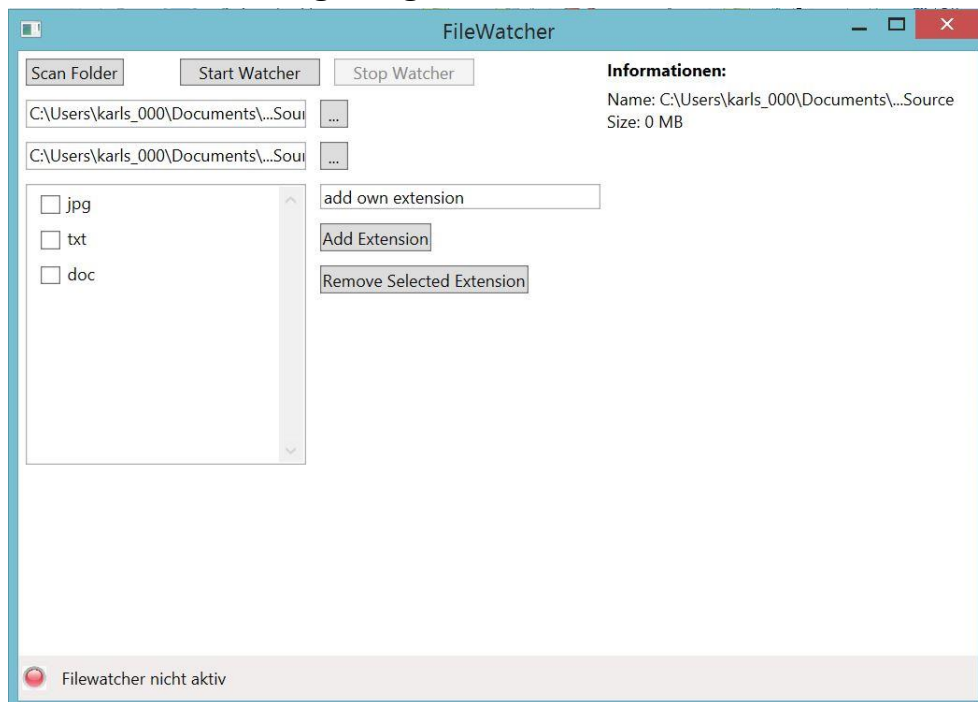 FileWatcher
Scan Folder Start Watcher Stop Watcher
Informationen:
Name: C:\Users\karls_000\Documents\...Source
Size: 0 MB
C:\Users\karls_000\Documents\...Sour
...
C:\Users\karls_000\Documents\...Sour
...
jpg
txt
doc
add own extension
Add Extension
Remove Selected Extension
Filewatcher nicht aktiv